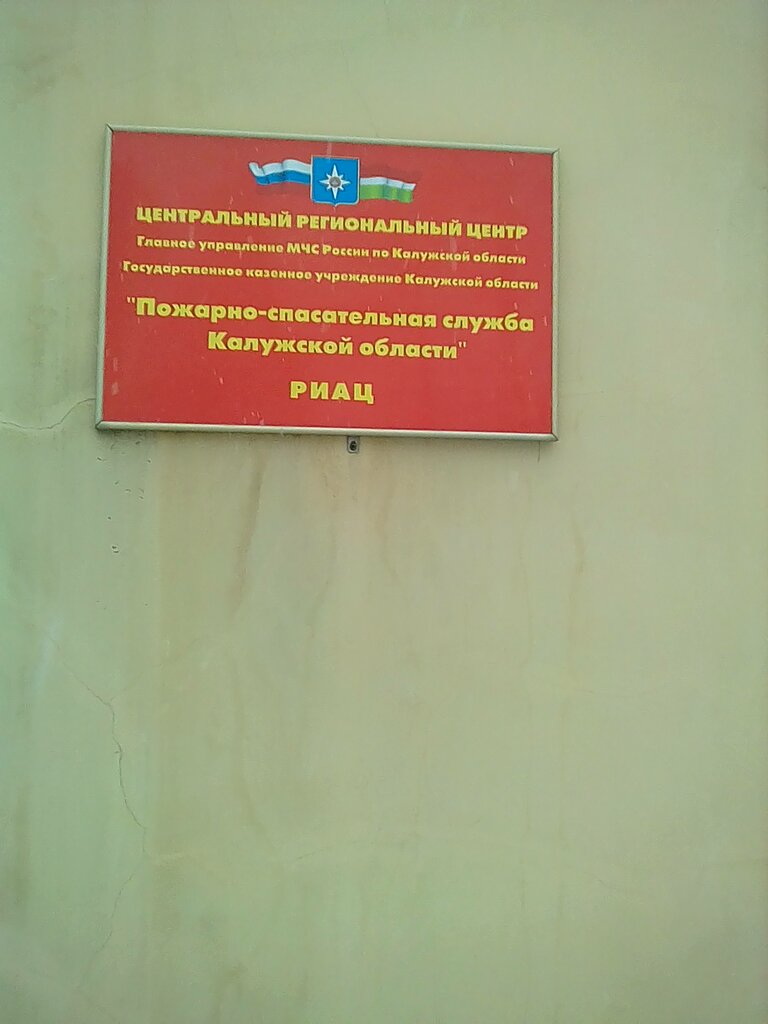 ЦЕНТРАЛЬНЫЙ РЕГИОНАЛЬНЫЙ ЦЕНТР
Главное управление МЧС России по Калужской области
Государственное казенное учреждение Калужской области
"Пожарно-спасательная служба
Калужской области"
РИАЦ